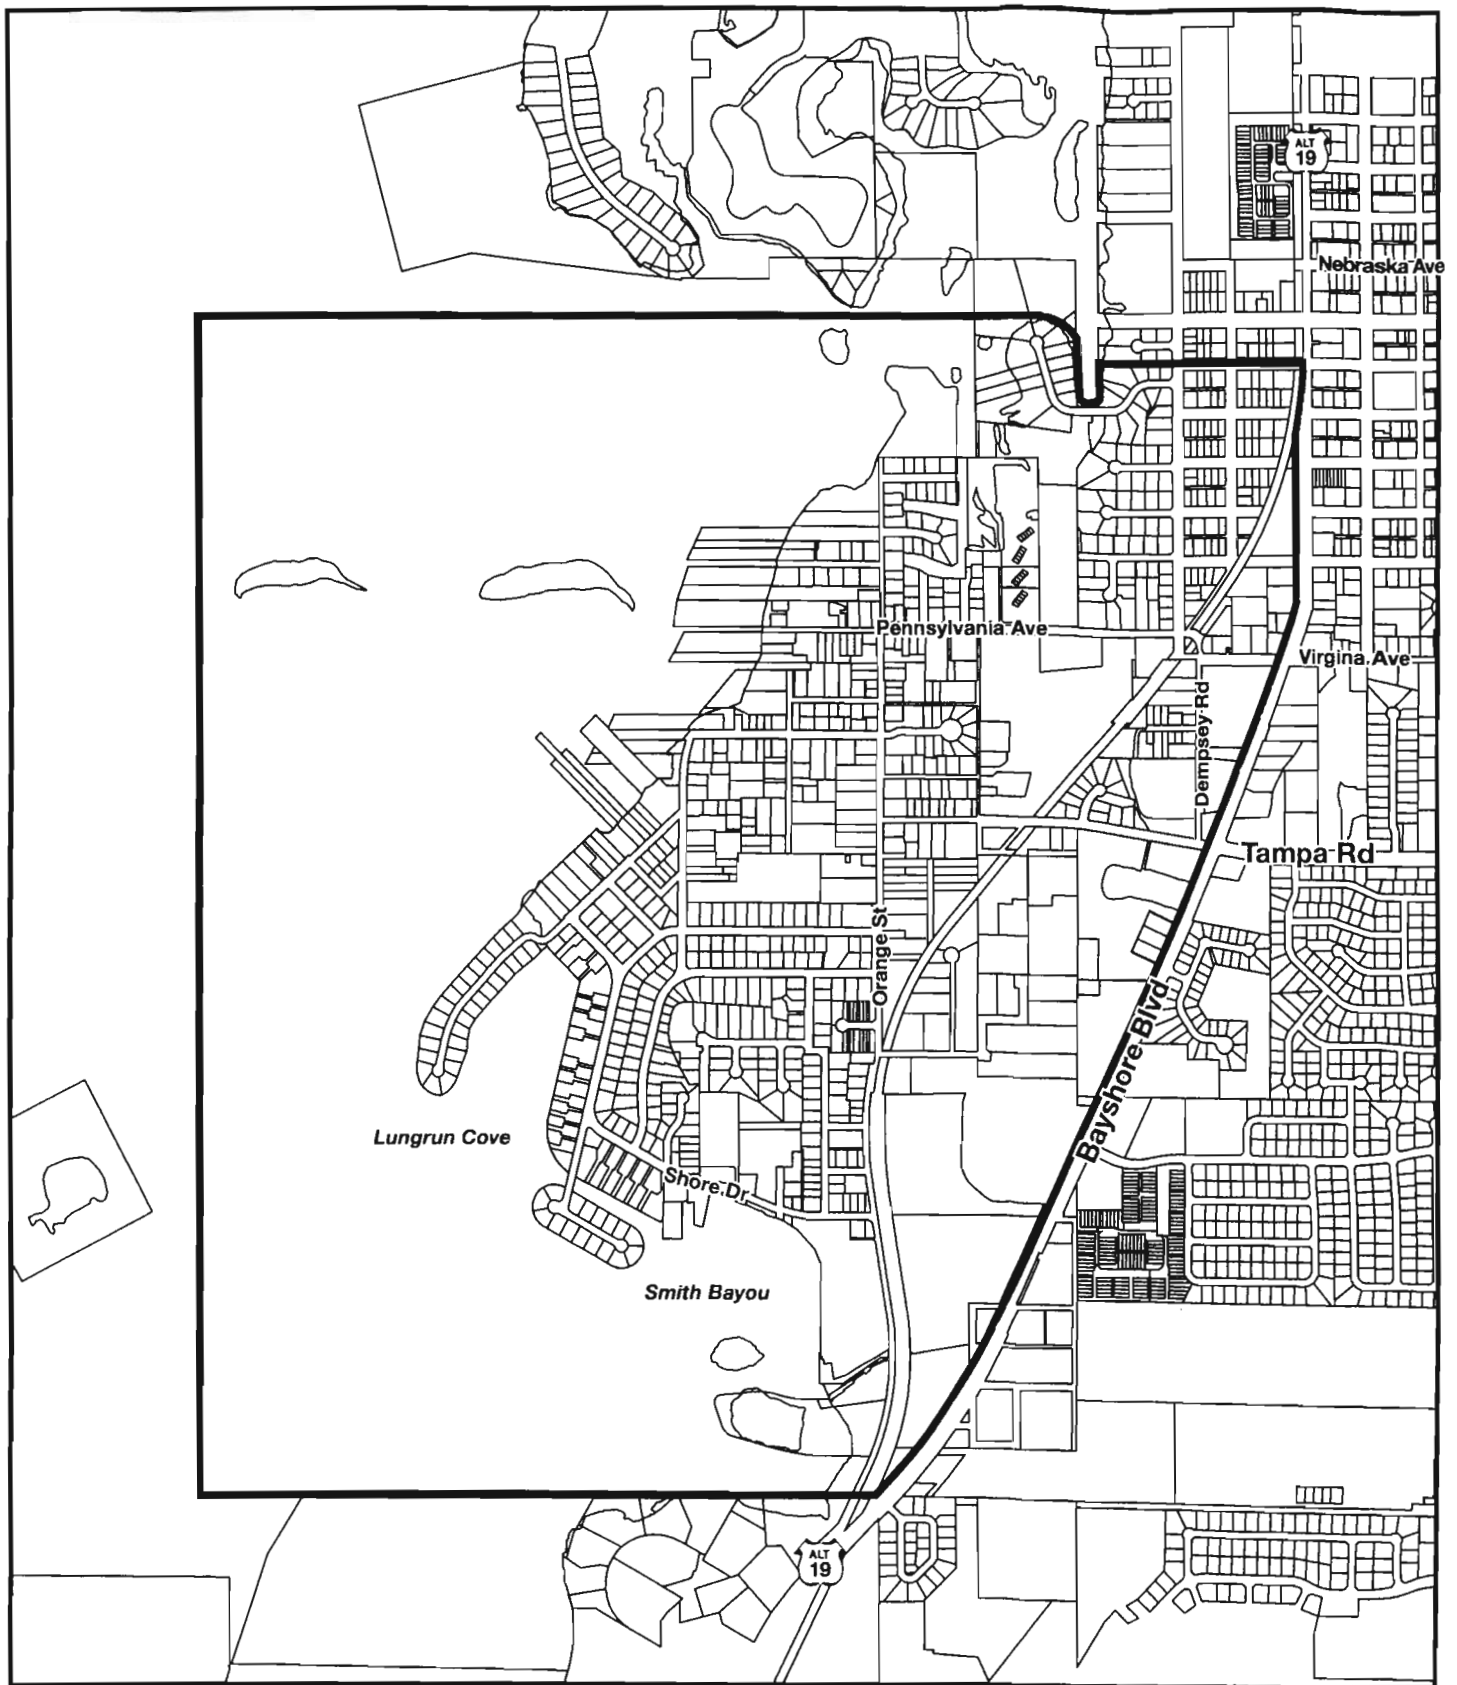 ALT
19
Nebraska Ave
Pennsylvania Ave
Virgina Ave
Dempsey Rd
Tampa Rd
Orange St
Bayshore Blvd
Lungrun Cove
Shore Dr
Smith Bayou
ALT
19